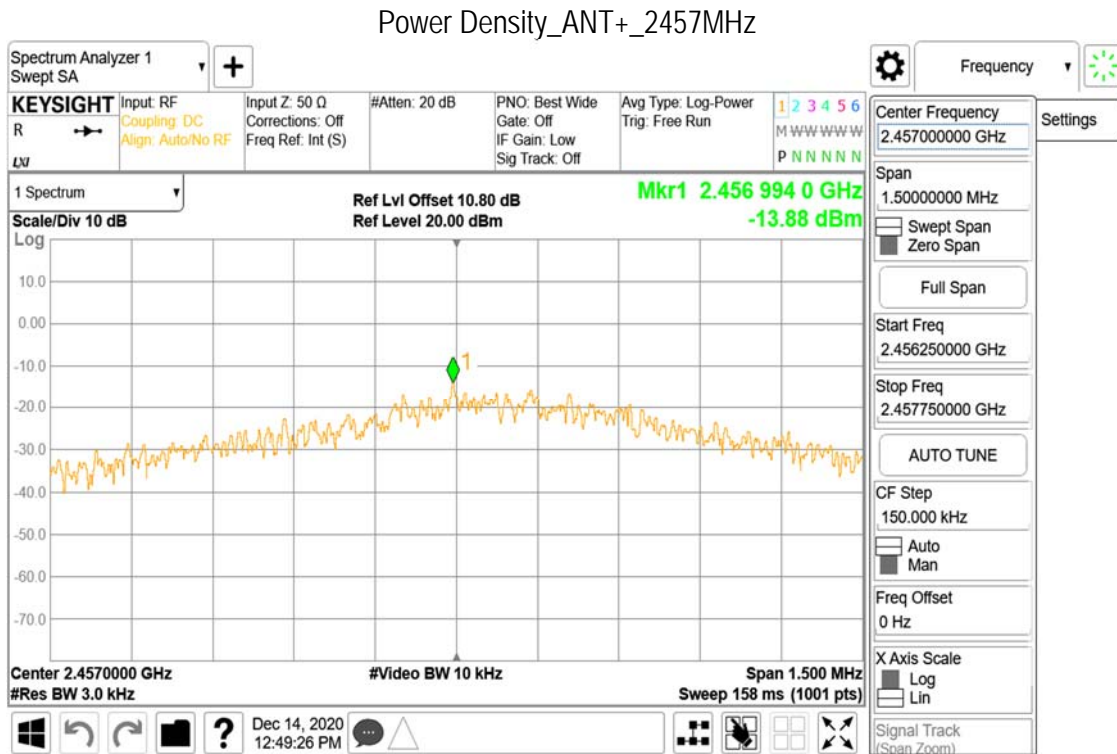 Power Density_ANT+_2457MHz
Spectrum Analyzer 1
Swept SA
+
Frequency
KEYSIGHT
R
LXI
Input: RF
Coupling: DC
Align: Auto/No RF
Input Z: 50 Ω
Corrections: Off
Freq Ref: Int (S)
#Atten: 20 dB
PNO: Best Wide
Gate: Off
IF Gain: Low
Sig Track: Off
Avg Type: Log-Power
Trig: Free Run
1 2 3 4 5 6
M W W W W W
P N N N N N
1 Spectrum
Scale/Div 10 dB
Ref Lvl Offset 10.80 dB
Ref Level 20.00 dBm
Mkr1 2.456 994 0 GHz
-13.88 dBm
Log
10.0
0.00
-10.0
-20.0
-30.0
-40.0
-50.0
-60.0
-70.0
1
Center 2.4570000 GHz
#Res BW 3.0 kHz
#Video BW 10 kHz
Span 1.500 MHz
Sweep 158 ms (1001 pts)
?
Dec 14, 2020
12:49:26 PM
Center Frequency
2.457000000 GHz
Settings
Span
1.50000000 MHz
Swept Span
Zero Span
Full Span
Start Freq
2.456250000 GHz
Stop Freq
2.457750000 GHz
AUTO TUNE
CF Step
150.000 kHz
Auto
Man
Freq Offset
0 Hz
X Axis Scale
Log
Lin
Signal Track
(Span Zoom)